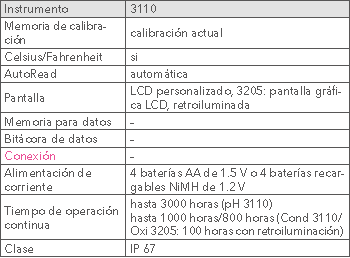 Instrumento 3110
Memoria de calibra-
ción calibración actual
Celsius/Fahrenheit si
AutoRead automática
Pantalla LCD personalizado, 3205: pantalla gráfi-
ca LCD, retroiluminada
Memoria para datos –
Bitácora de datos –
Conexión –
Alimentación de
corriente 4 baterías AA de 1.5 V o 4 baterías recar-
gables NiMH de 1.2 V
Tiempo de operación
continua hasta 3000 horas (pH 3110)
hasta 1000 horas/800 horas (Cond 3110/
Oxi 3205: 100 horas con retroiluminación)
Clase IP 67